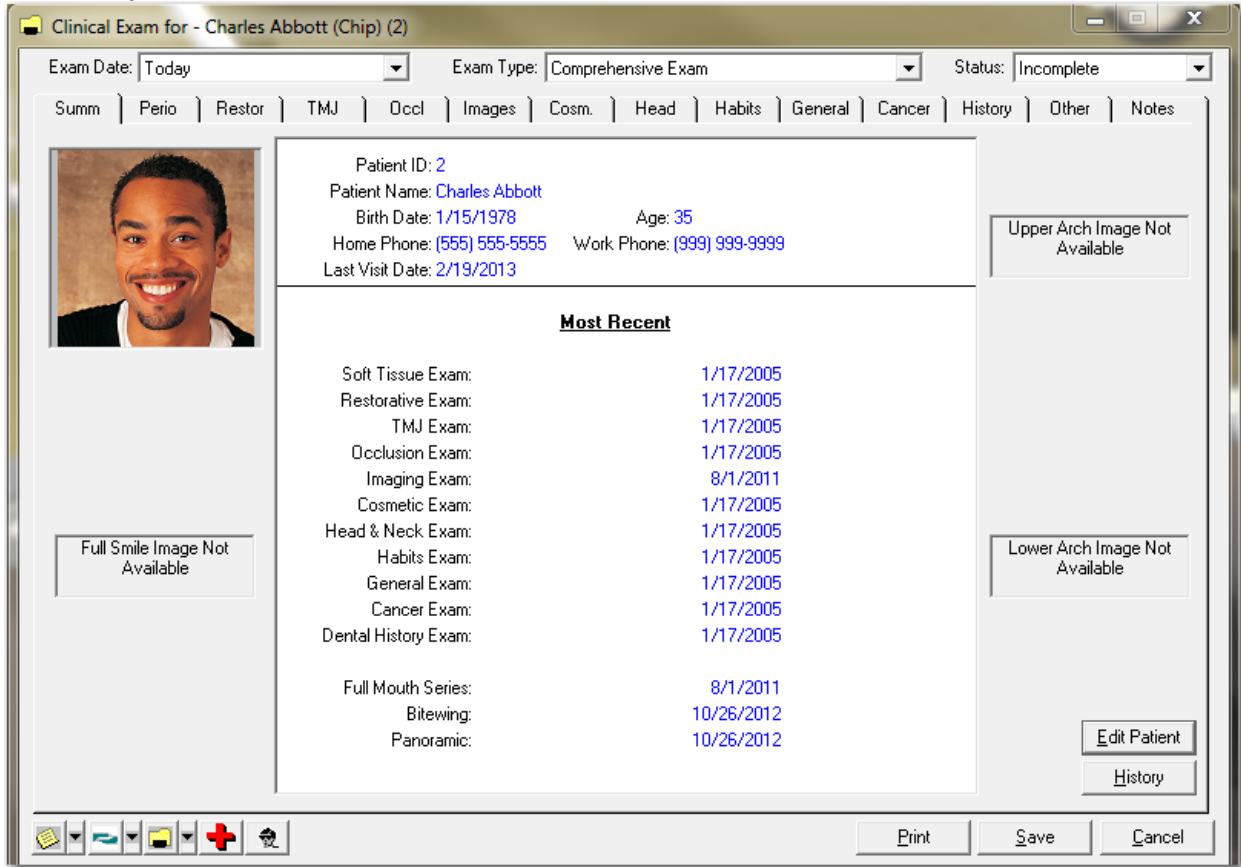 Clinical Exam for - Charles Abbott (Chip) (2)
Exam Date: Today Exam Type: Comprehensive Exam Status: Incomplete
Summ Perio Restor TMJ Occl Images Cosm. Head Habits General Cancer History Other Notes
Patient ID: 2
Patient Name: Charles Abbott
Birth Date: 1/15/1978 Age: 35
Home Phone: (555) 555-5555 Work Phone: (999) 999-9999
Last Visit Date: 2/19/2013
Upper Arch Image Not
Available
Most Recent
Soft Tissue Exam: 1/17/2005
Restorative Exam: 1/17/2005
TMJ Exam: 1/17/2005
Occlusion Exam: 1/17/2005
Imaging Exam: 8/1/2011
Cosmetic Exam: 1/17/2005
Head & Neck Exam: 1/17/2005
Habits Exam: 1/17/2005
General Exam: 1/17/2005
Cancer Exam: 1/17/2005
Dental History Exam: 1/17/2005
Full Mouth Series: 8/1/2011
Bitewing: 10/26/2012
Panoramic: 10/26/2012
Full Smile Image Not
Available
Lower Arch Image Not
Available
Edit Patient
History
Print Save Cancel